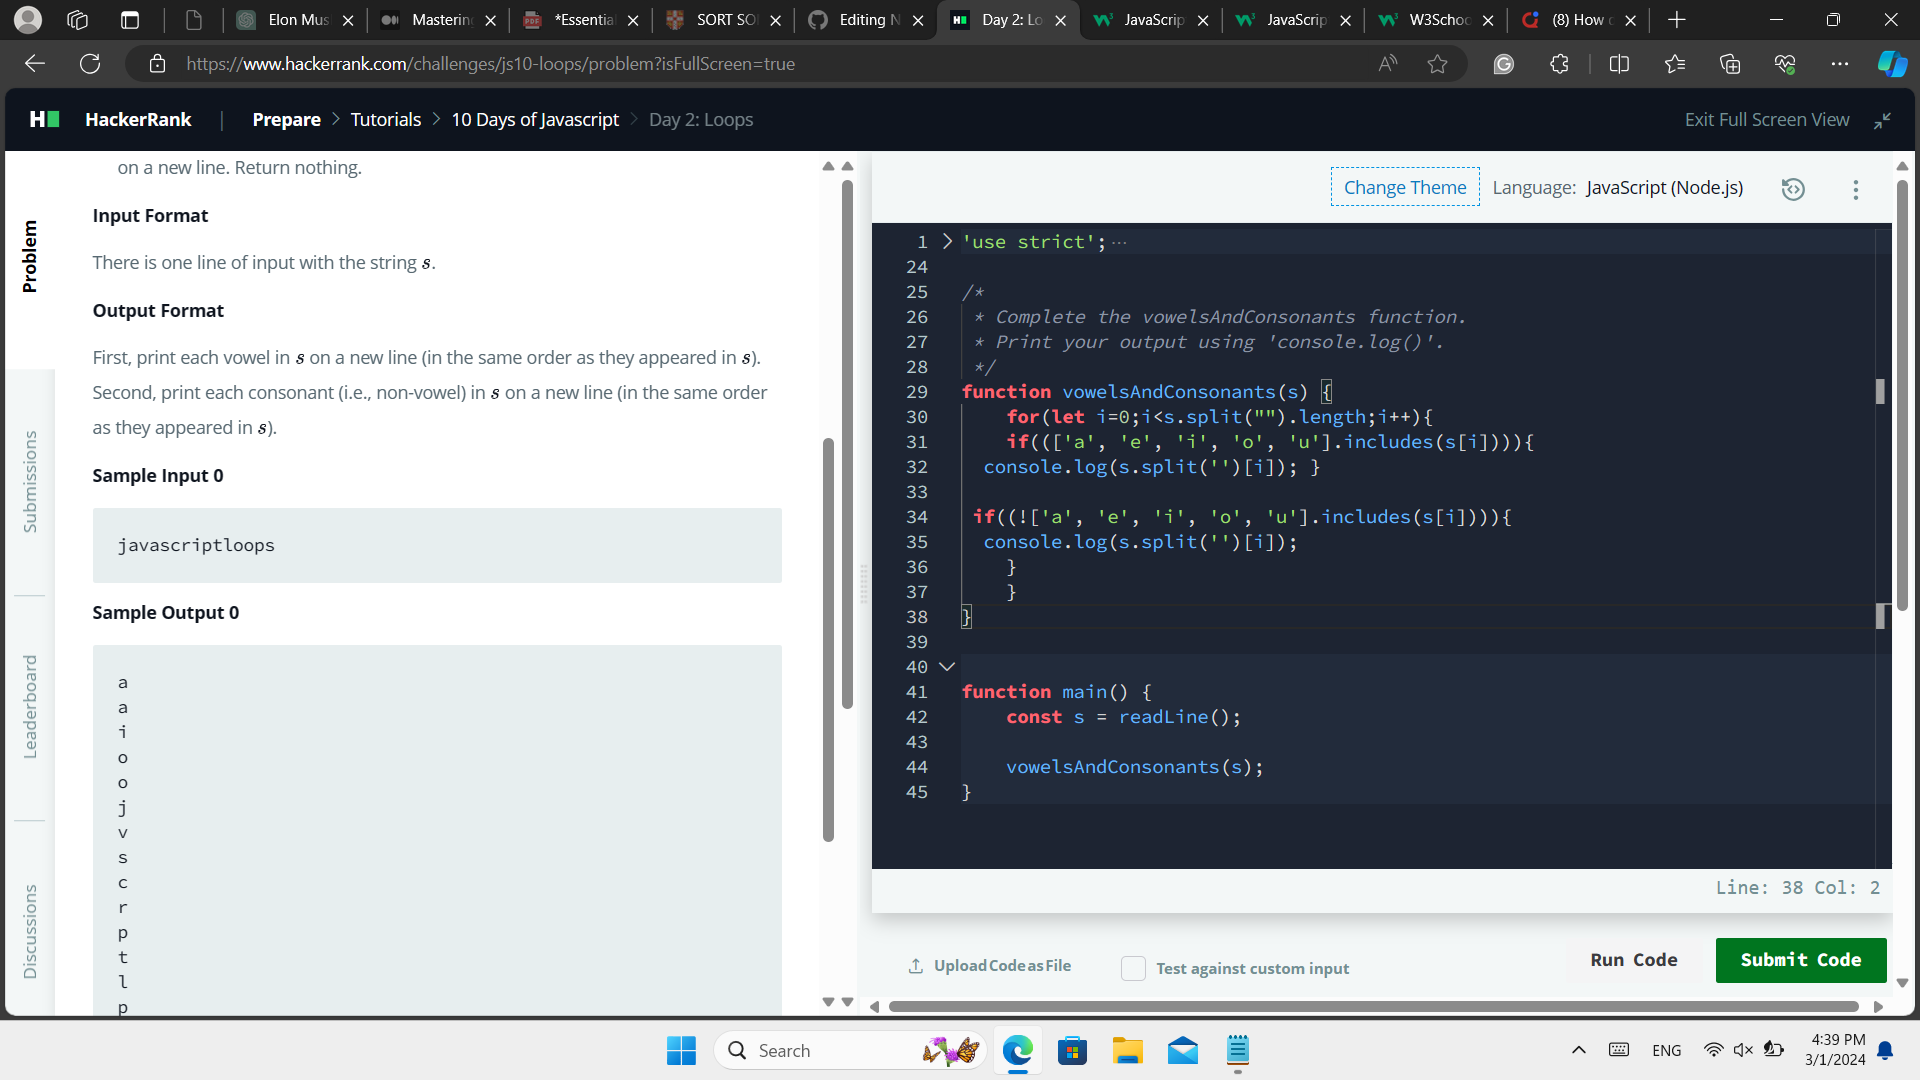 Elon Mus
Mastering
*Essential
SORT SO
Editing N
Day 2: Lo
JavaScrip
JavaScrip
W3Schoo
(8) How
https://www.hackerrank.com/challenges/js10-loops/problem?isFullScreen=true
HackerRank | Prepare > Tutorials > 10 Days of Javascript > Day 2: Loops
Exit Full Screen View
Problem
Submissions
Leaderboard
Discussions
on a new line. Return nothing.
Input Format
There is one line of input with the string s.
Output Format
First, print each vowel in s on a new line (in the same order as they appeared in s).
Second, print each consonant (i.e., non-vowel) in s on a new line (in the same order
as they appeared in s).
Sample Input 0
javascriptloops
Sample Output 0
a
a
i
o
o
j
v
s
c
r
p
t
l
p
Change Theme Language: JavaScript (Node.js)
1 'use strict';···
24
25 /*
26 * Complete the vowelsAndConsonants function.
27 * Print your output using 'console.log()'.
28 */
29 function vowelsAndConsonants(s) {
30 for(let i=0;i<s.split("").length;i++){
31 if((['a', 'e', 'i', 'o', 'u'].includes(s[i]))){
32 console.log(s.split('')[i]); }
33
34 if((!['a', 'e', 'i', 'o', 'u'].includes(s[i]))){
35 console.log(s.split('')[i]);
36 }
37 }
38 }
39
40
41 function main() {
42 const s = readLine();
43
44 vowelsAndConsonants(s);
45 }
Line: 38 Col: 2
Upload Code as File
Test against custom input
Run Code
Submit Code
Search
ENG
4:39 PM
3/1/2024